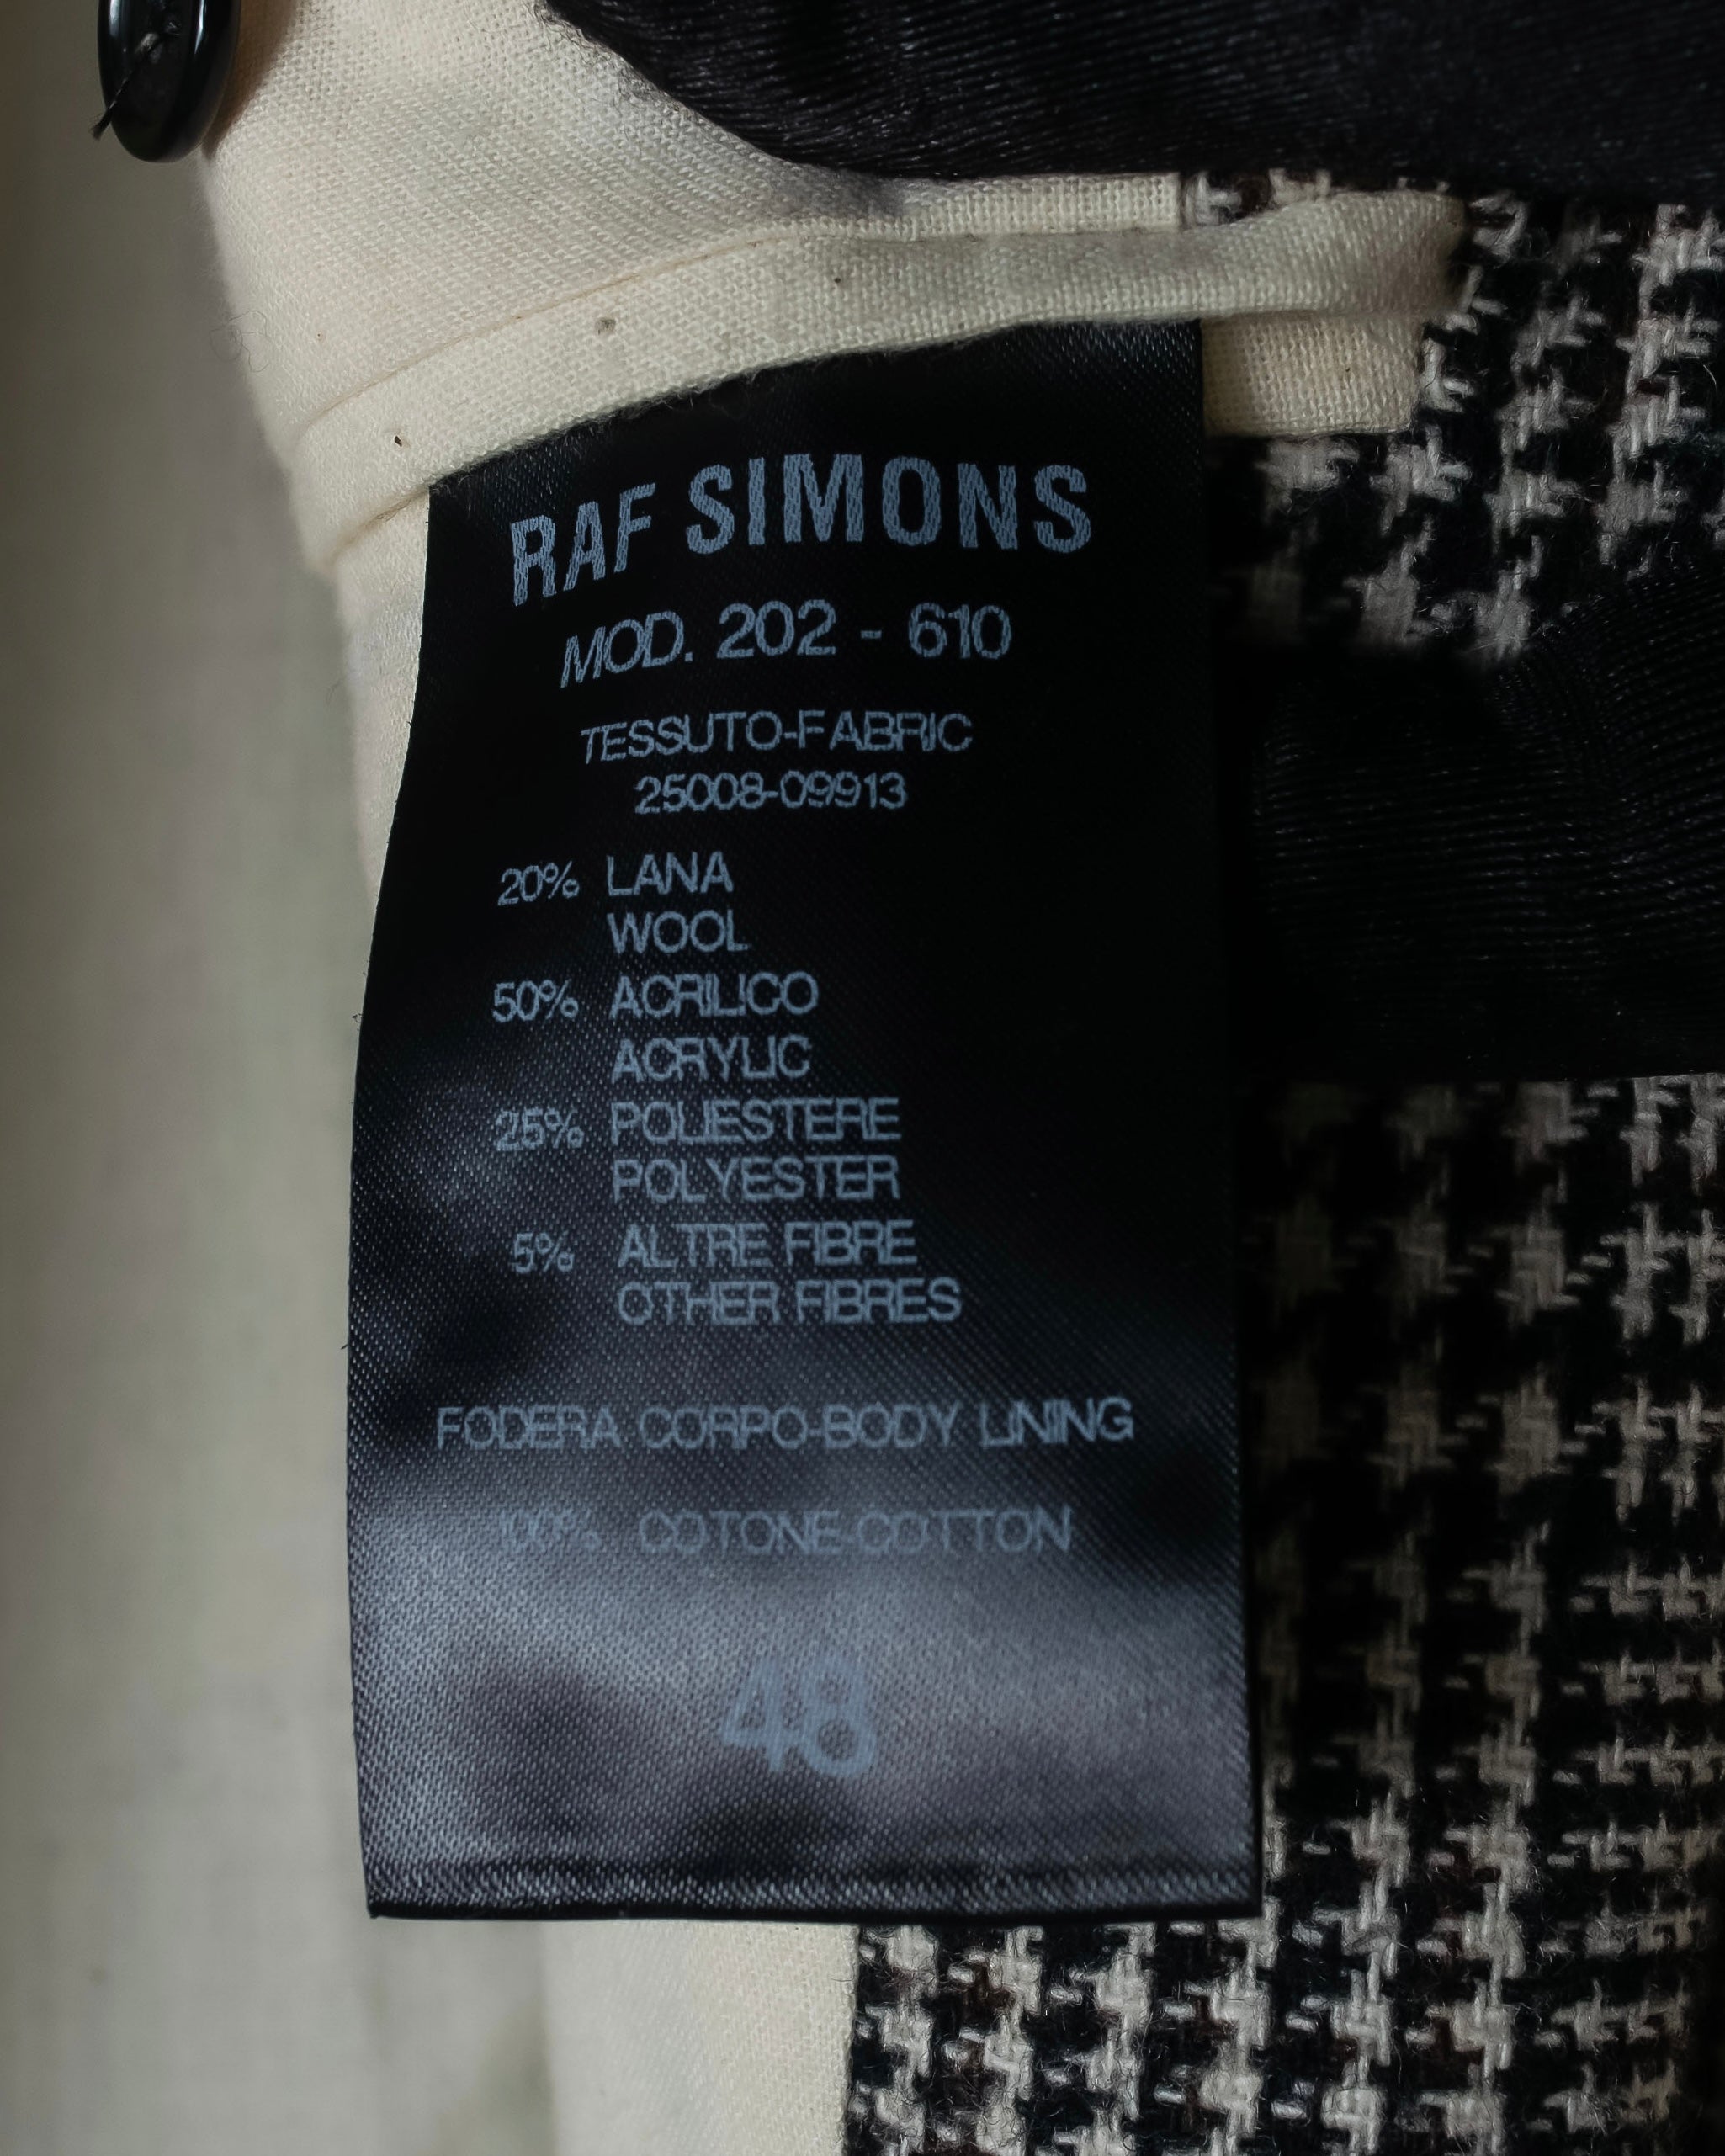 RAF SIMONS
MOD. 202 - 610
TESSUTO-FABRIC
25008-09913
20% LANA
WOOL
50% ACRILICO
ACRYLIC
25% POLIESTERE
POLYESTER
5% ALTRE FIBRE
OTHER FIBRES
FODERA CORPO-BODY LINING
100% COTONE-COTTON
48